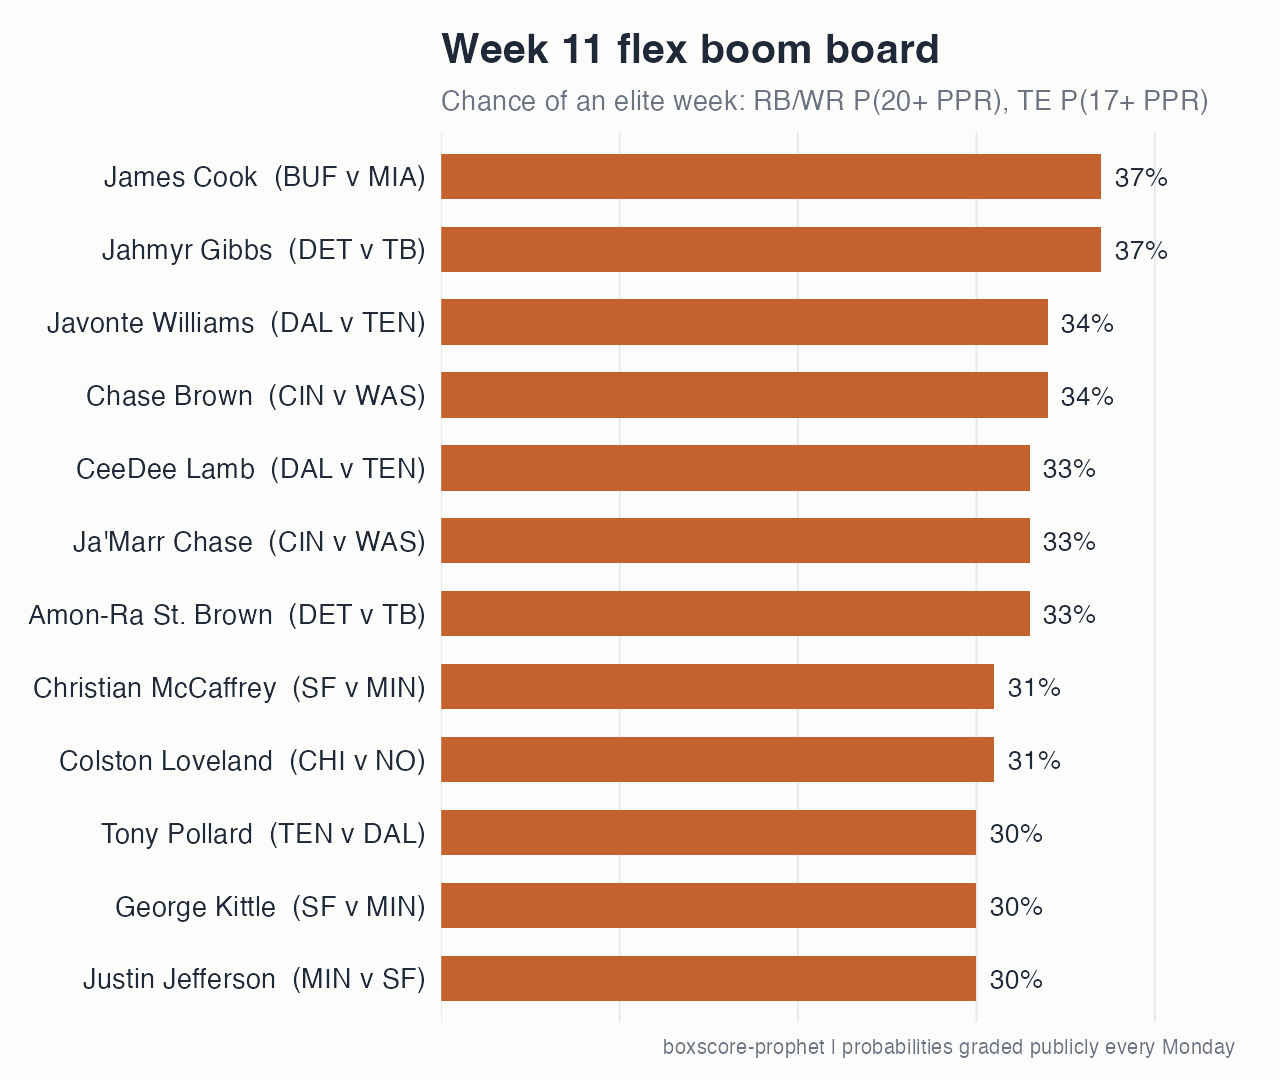 Week 11 flex boom board
Chance of an elite week: RB/WR P(20+ PPR), TE P(17+ PPR)
James Cook (BUF v MIA) 37%
Jahmyr Gibbs (DET v TB) 37%
Javonte Williams (DAL v TEN) 34%
Chase Brown (CIN v WAS) 34%
CeeDee Lamb (DAL v TEN) 33%
Ja'Marr Chase (CIN v WAS) 33%
Amon-Ra St. Brown (DET v TB) 33%
Christian McCaffrey (SF v MIN) 31%
Colston Loveland (CHI v NO) 31%
Tony Pollard (TEN v DAL) 30%
George Kittle (SF v MIN) 30%
Justin Jefferson (MIN v SF) 30%
boxscore-prophet | probabilities graded publicly every Monday